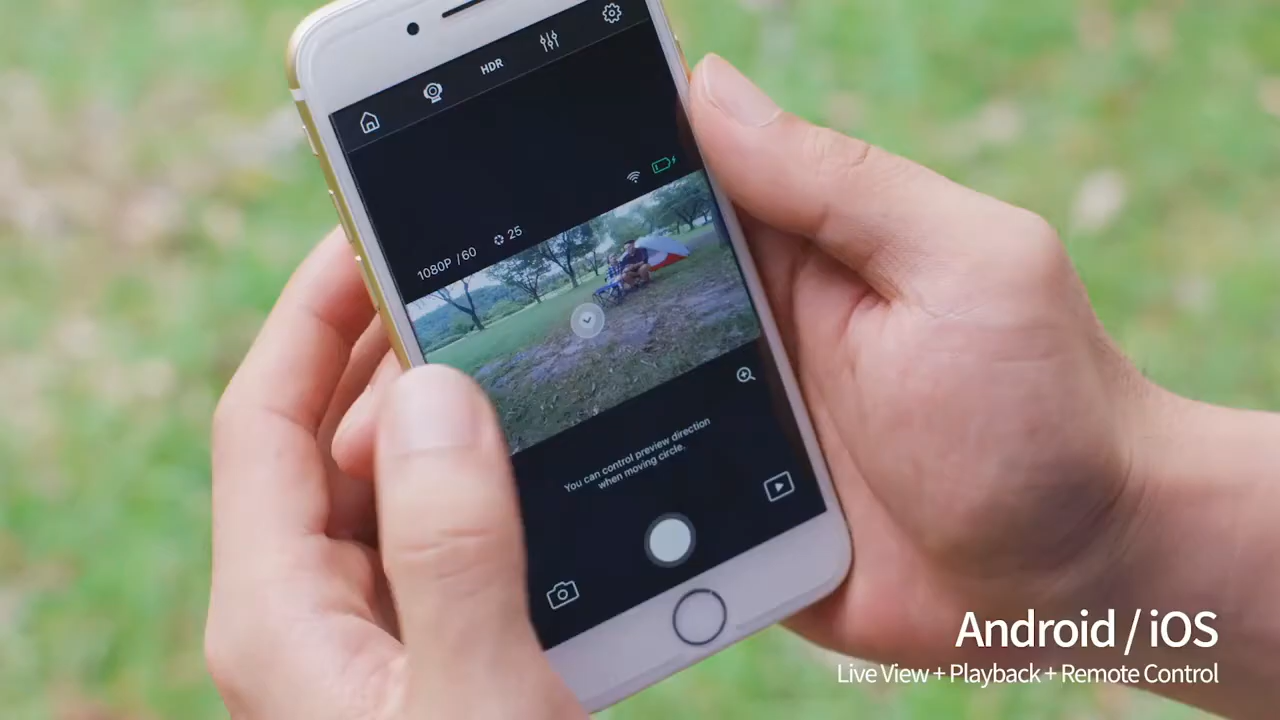 HDR
1080P /60 25
You can control preview direction
when moving circle.
Android / iOS
Live View + Playback + Remote Control